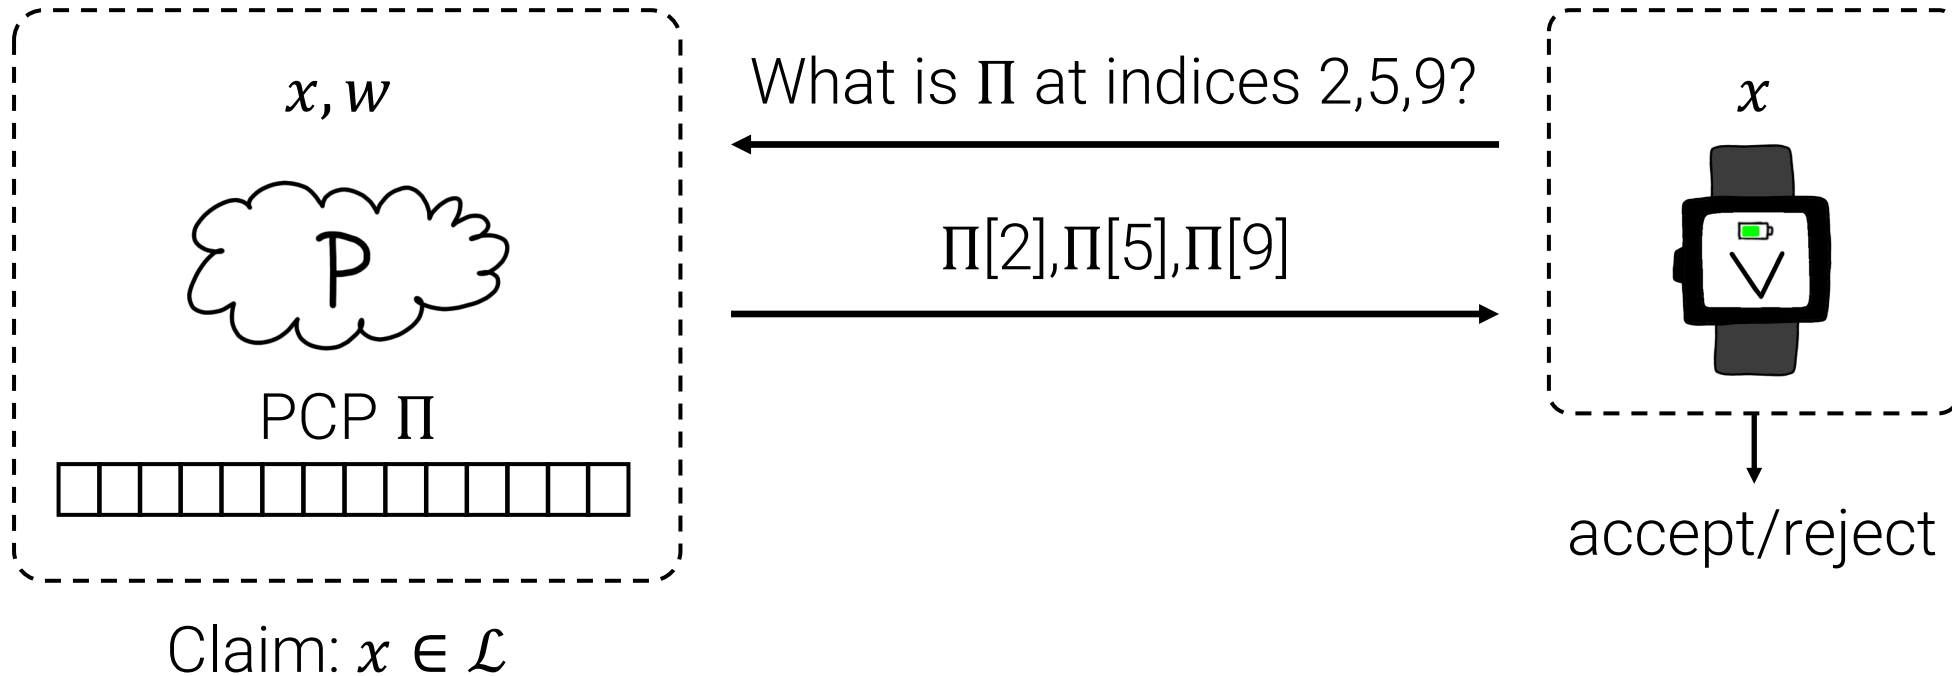 x, w
P
PCP Π
Claim: x ∈ ℒ
What is Π at indices 2,5,9?
Π[2],Π[5],Π[9]
x
V
accept/reject